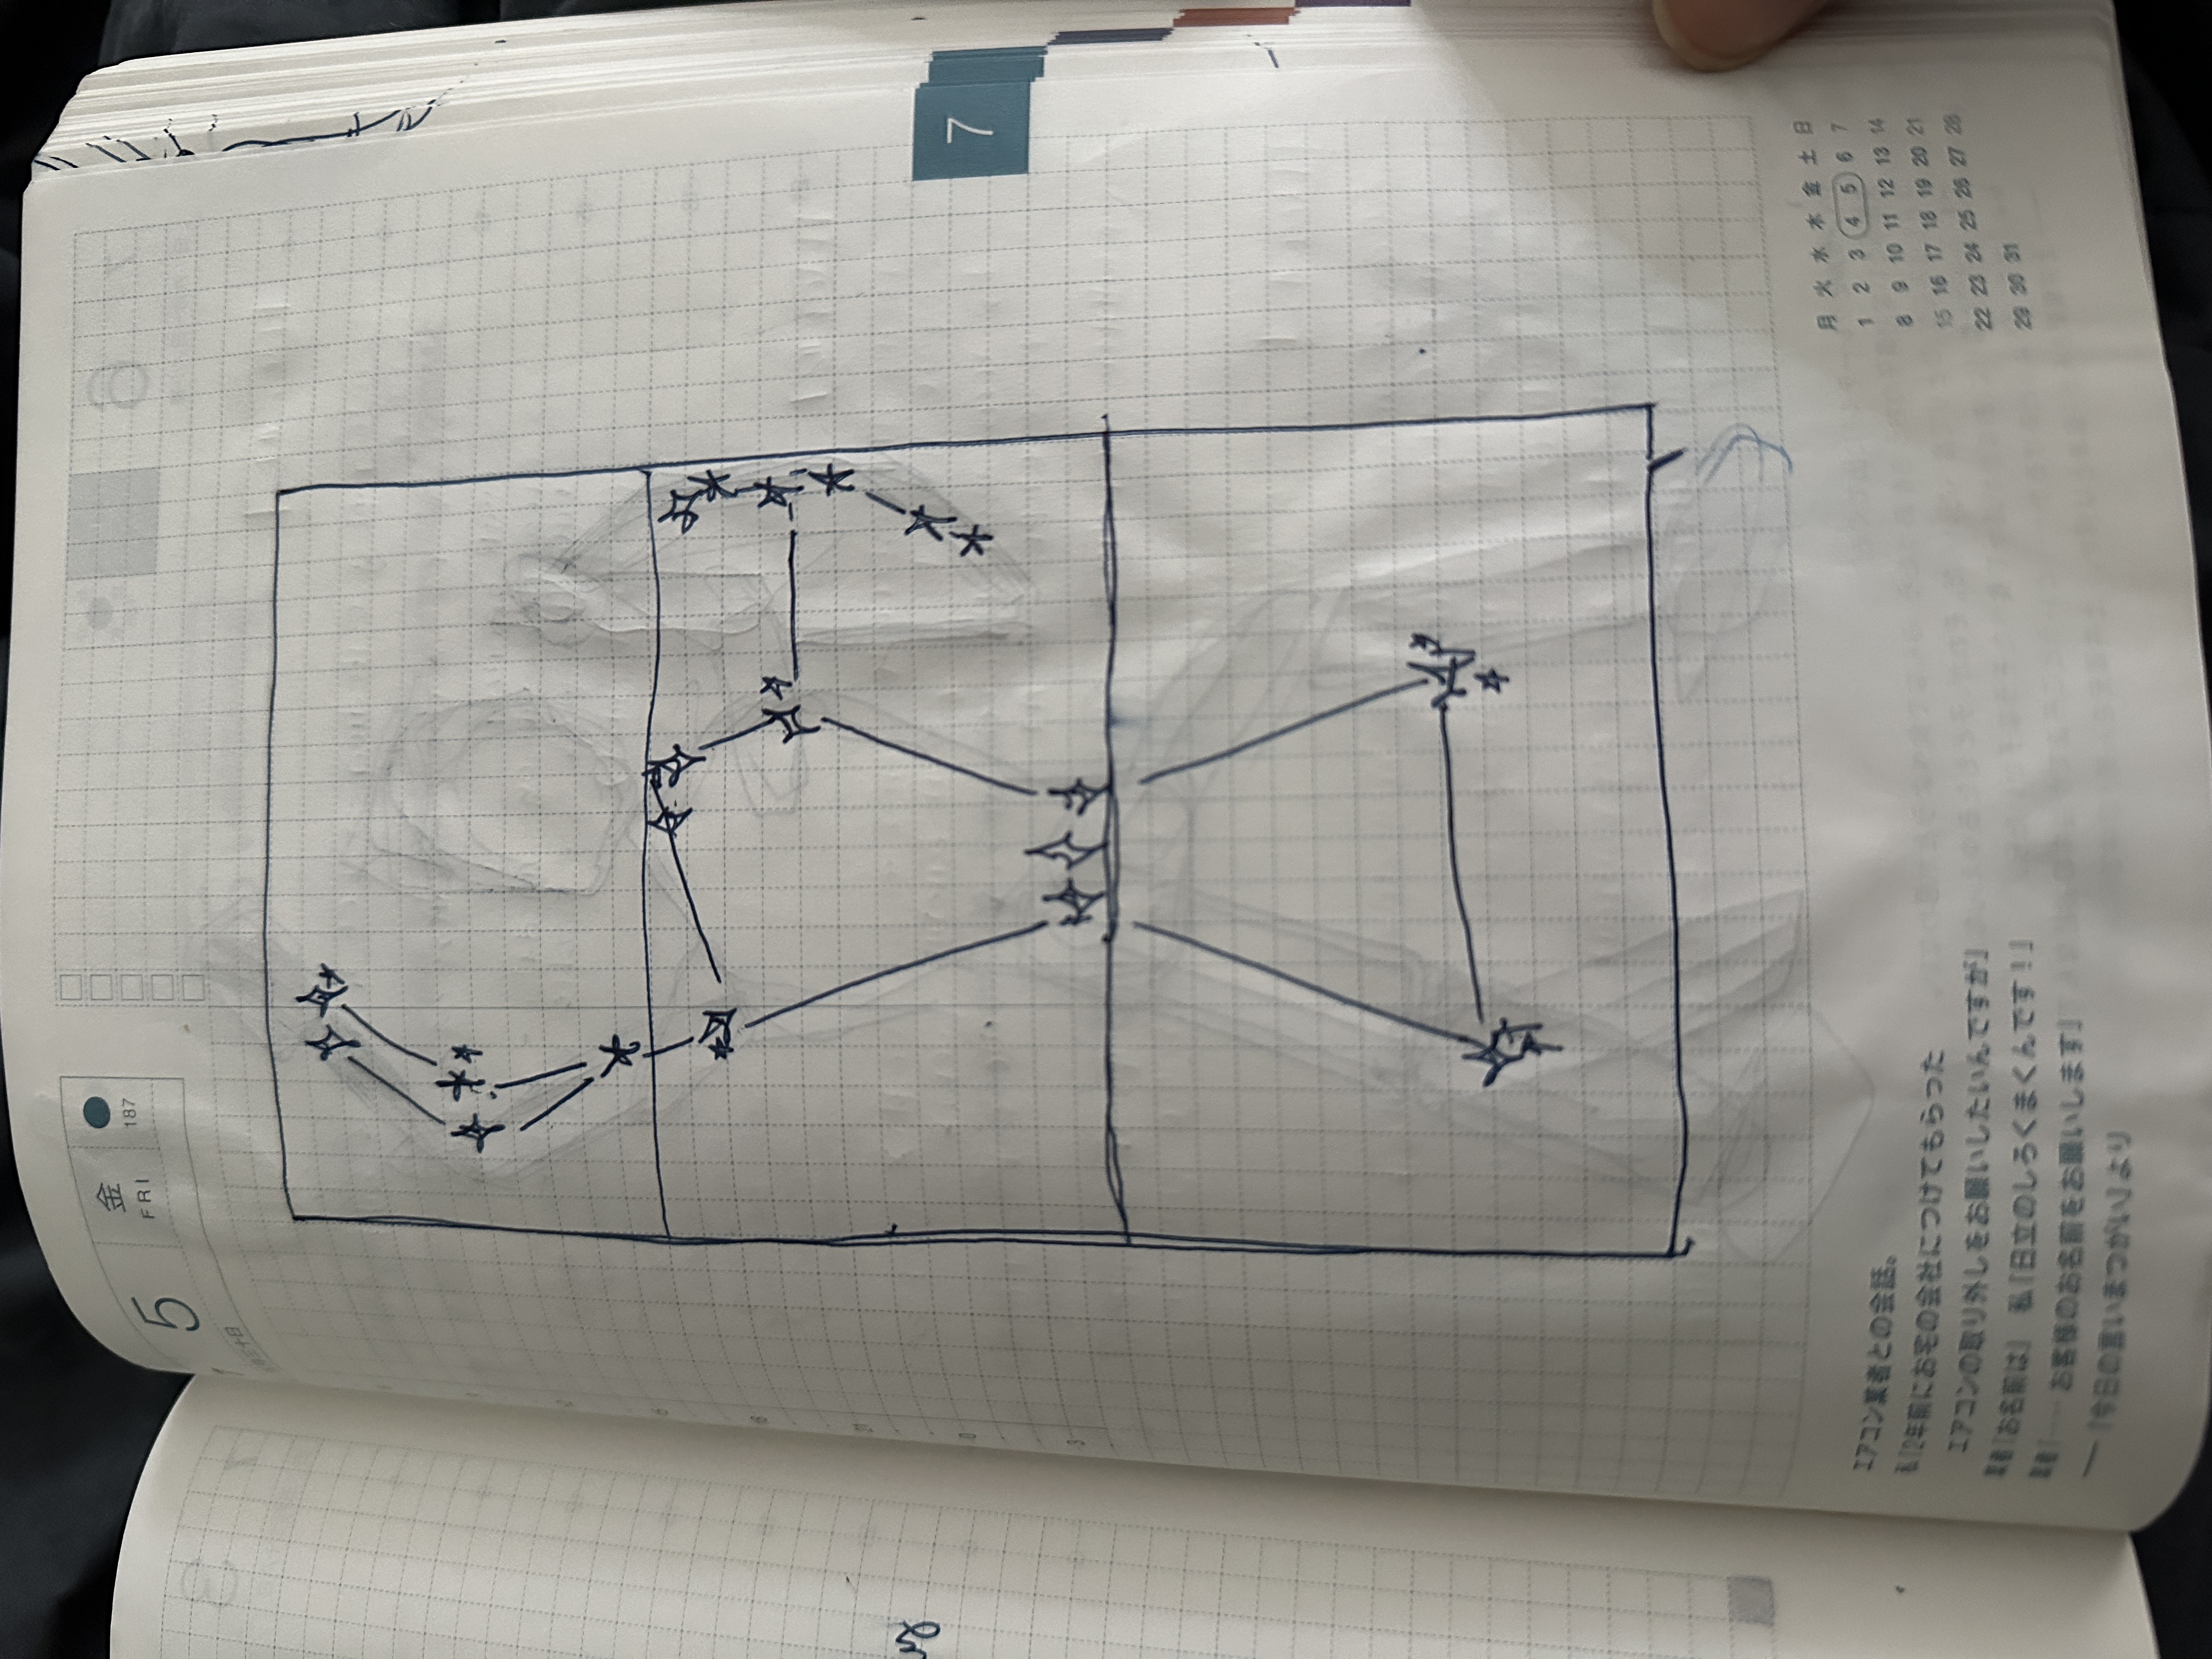 5
金
FRI
187
y
7
エアコン業者との会話。
私「2年前にお宅の会社につけてもらった
エアコンの取り外しをお願いしたいんですが」
業者「お名前は」 私「日立のしろくまくんです！」
業者「……お客様のお名前をお願いします」
──『今日の言いまつがい』より
月 火 水 木 金 土 日
1 2 3 4 5 6 7
8 9 10 11 12 13 14
15 16 17 18 19 20 21
22 23 24 25 26 27 28
29 30 31